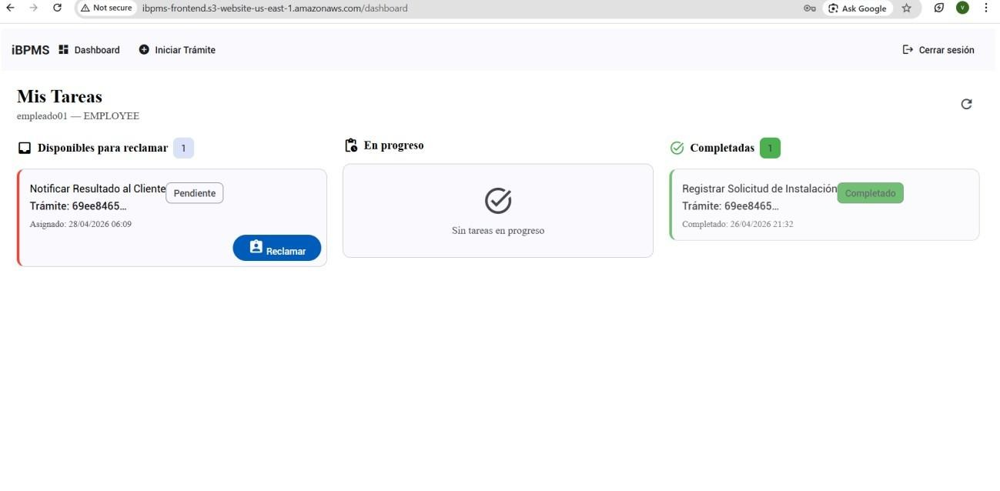 Not secure ibpms-frontend.s3-website-us-east-1.amazonaws.com/dashboard Ask Google V
iBPMS Dashboard Iniciar Trámite Cerrar sesión
Mis Tareas
empleado01 — EMPLOYEE
Disponibles para reclamar 1
Notificar Resultado al Cliente Pendiente
Trámite: 69ee8465...
Asignado: 28/04/2026 06:09
Reclamar
En progreso
Sin tareas en progreso
Completadas 1
Registrar Solicitud de Instalación Completado
Trámite: 69ee8465...
Completado: 26/04/2026 21:32